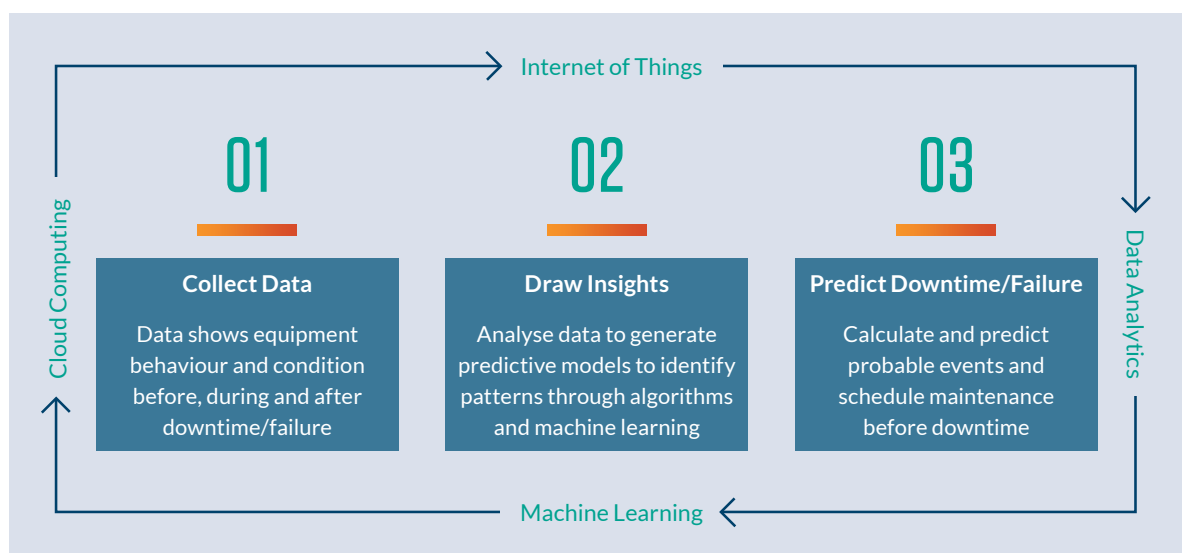 Internet of Things
01
02
03
Cloud Computing
Data Analytics
Collect Data
Data shows equipment
behaviour and condition
before, during and after
downtime/failure
Draw Insights
Analyse data to generate
predictive models to identify
patterns through algorithms
and machine learning
Predict Downtime/Failure
Calculate and predict
probable events and
schedule maintenance
before downtime
Machine Learning